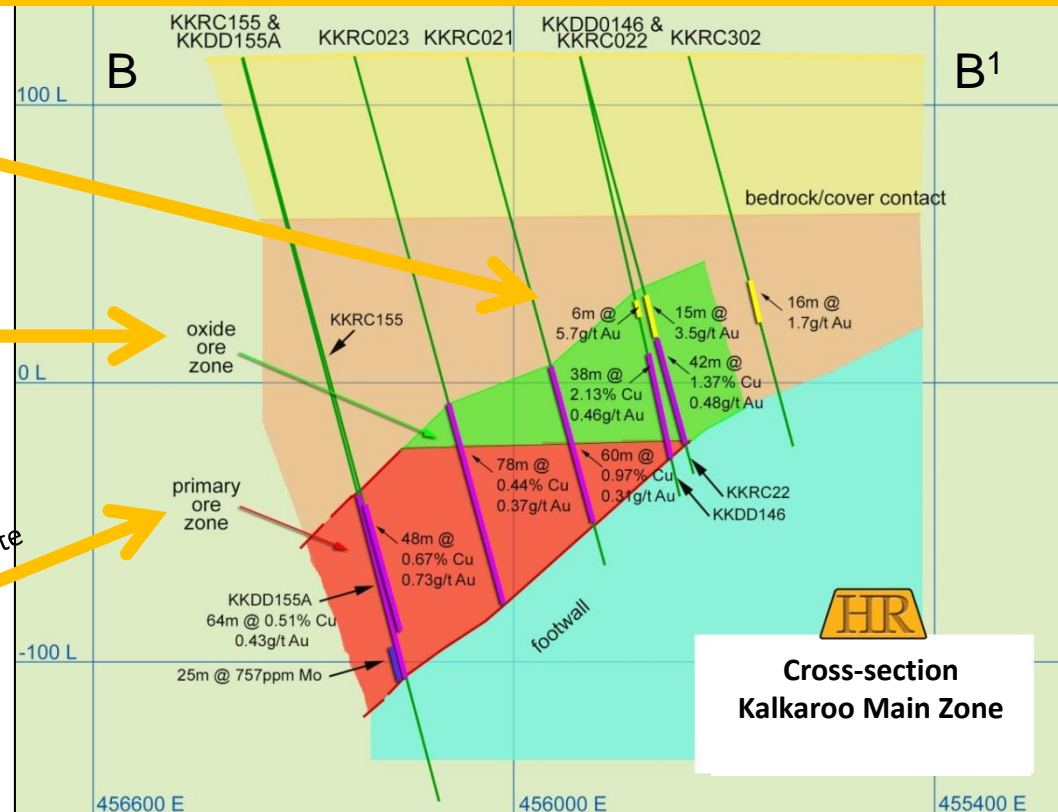 KKRC155 &
KKDD155A
KKRC023
KKRC021
KKDD0146 &
KKRC022
KKRC302
B
B¹
100 L
bedrock/cover contact
KKRC155
oxide
ore
zone
6m @
5.7g/t Au
15m @
3.5g/t Au
16m @
1.7g/t Au
0 L
38m @
2.13% Cu
0.46g/t Au
42m @
1.37% Cu
0.48g/t Au
78m @
0.44% Cu
0.37g/t Au
60m @
0.97% Cu
0.31g/t Au
KKRC22
KKDD146
primary
ore
zone
48m @
0.67% Cu
0.73g/t Au
KKDD155A
64m @ 0.51% Cu
0.43g/t Au
25m @ 757ppm Mo
footwall
-100 L
HR
Cross-section
Kalkaroo Main Zone
456600 E
456000 E
455400 E